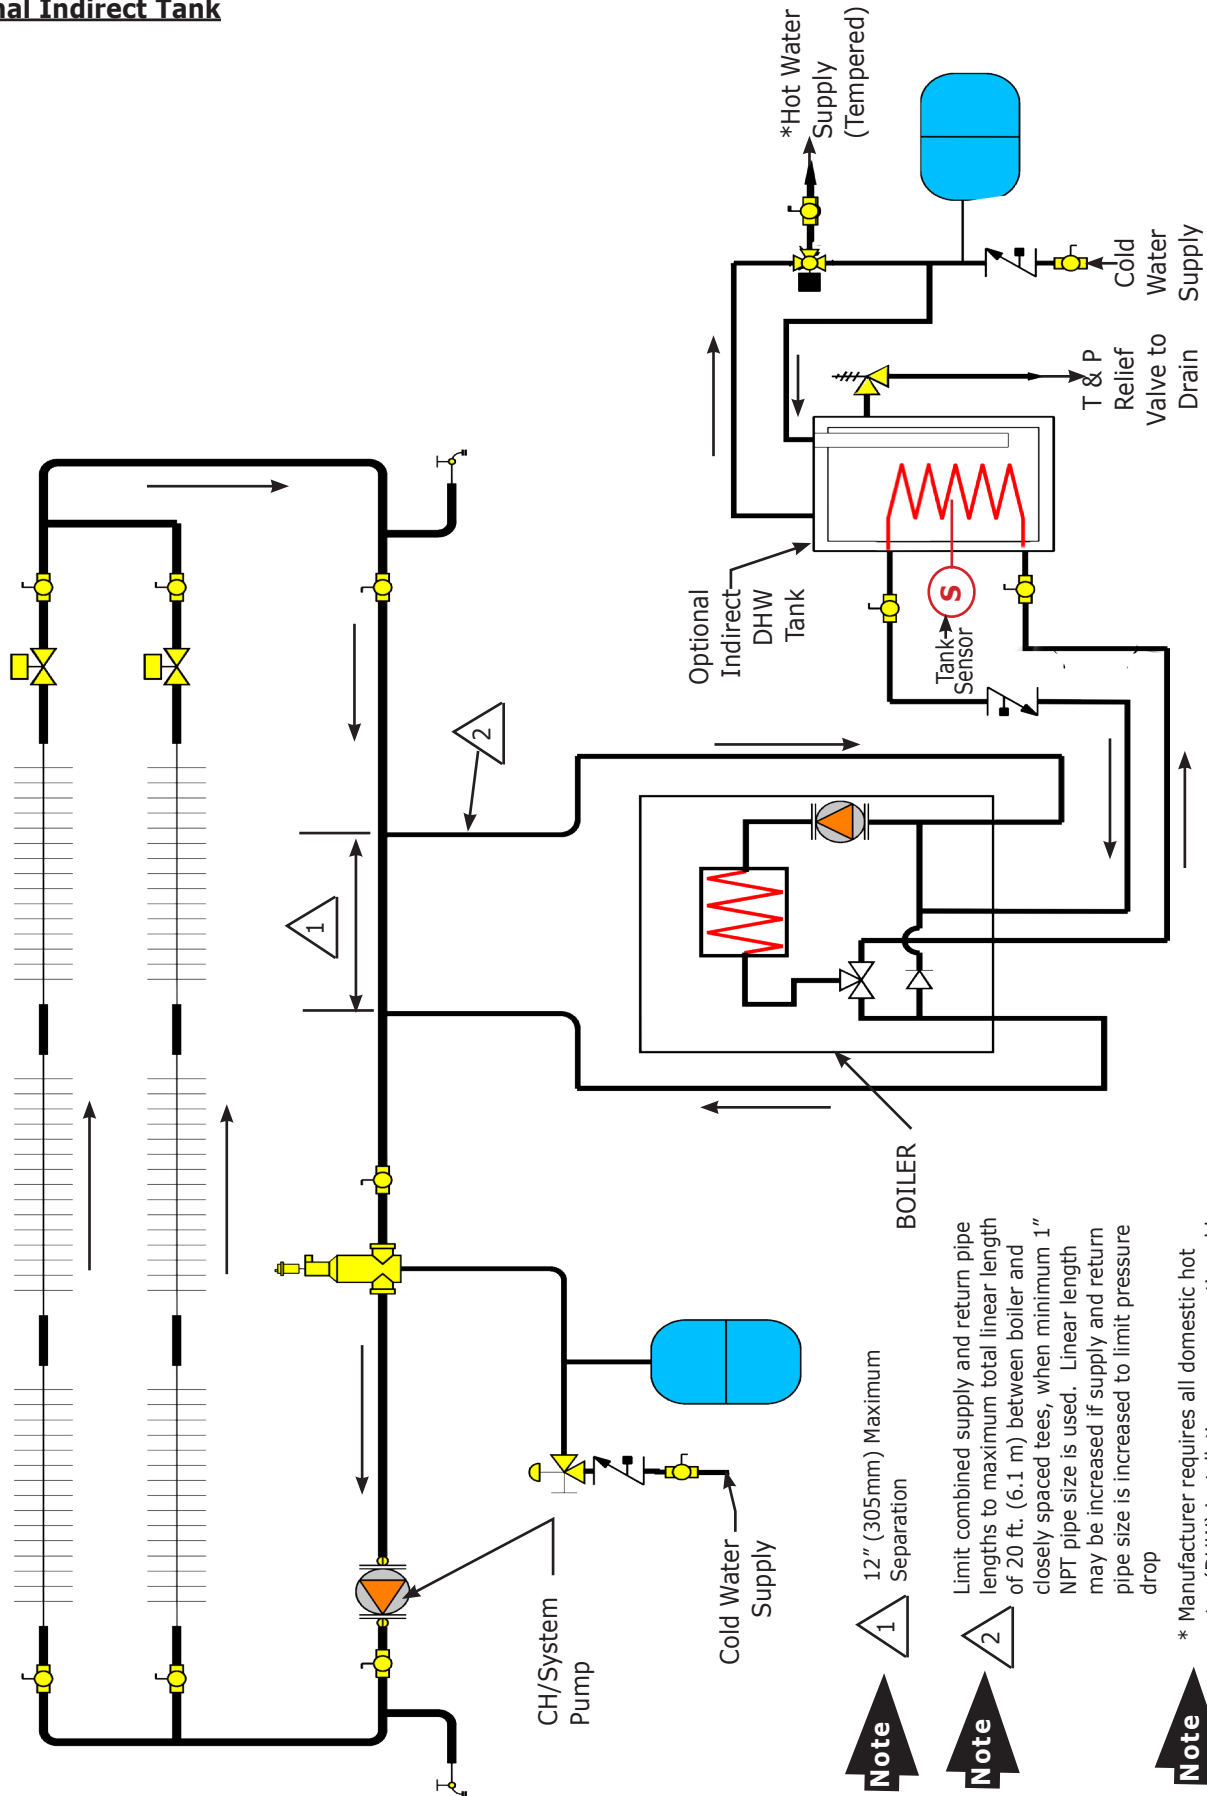 nal Indirect Tank
*Hot Water
Supply
(Tempered)
Cold
Water
Supply
T & P
Relief
Valve to
Drain
Optional
Indirect
DHW
Tank
S
Tank
Sensor
2
1
BOILER
CH/System
Pump
Cold Water
Supply
Note
1
12" (305mm) Maximum
Separation
Note
2
Limit combined supply and return pipe
lengths to maximum total linear length
of 20 ft. (6.1 m) between boiler and
closely spaced tees, when minimum 1"
NPT pipe size is used. Linear length
may be increased if supply and return
pipe size is increased to limit pressure
drop
Note
* Manufacturer requires all domestic hot